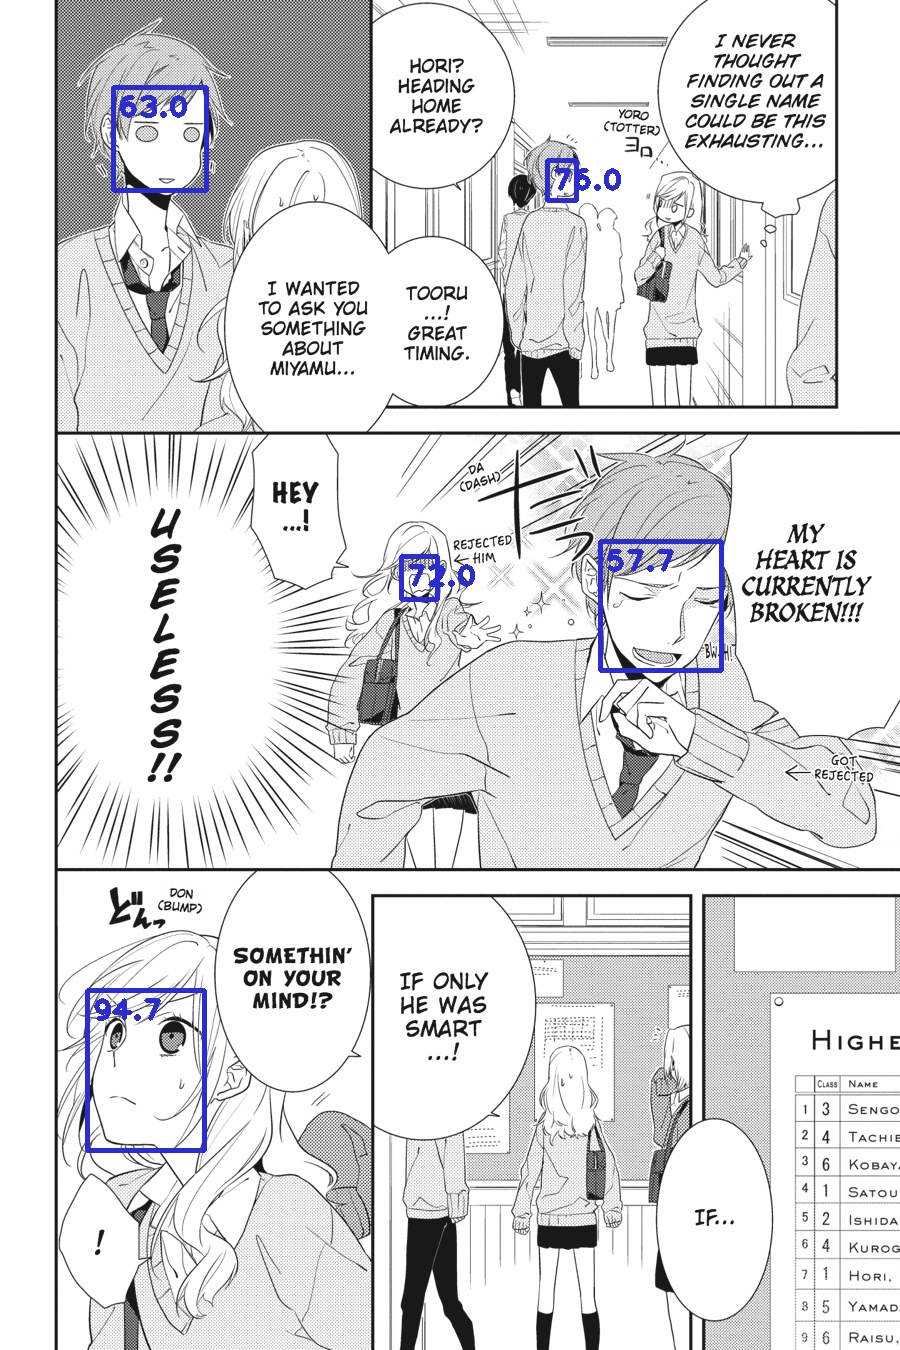 I NEVER
THOUGHT
FINDING OUT A
SINGLE NAME
COULD BE THIS
EXHAUSTING...
YORO
(TOTTER)
ヨロ
HORI?
HEADING
HOME
ALREADY?
76.0
TOORU
...!
GREAT
TIMING.
I WANTED
TO ASK YOU
SOMETHING
ABOUT
MIYAMU...
63.0
MY
HEART IS
CURRENTLY
BROKEN!!!
57.7
GOT
REJECTED
DA
(DASH)
REJECTED
HIM
72.0
HEY
...!
USELESS!!
DON
(BUMP)
どんっ
SOMETHIN'
ON YOUR
MIND!?
94.7
!
IF ONLY
HE WAS
SMART
...!
IF...
HIGHE
CLASS NAME
1 3 SENGO
2 4 TACHIB
3 6 KOBAYA
4 1 SATOU
5 2 ISHIDA
6 4 KUROG
7 1 HORI,
8 5 YAMADA
9 6 RAISU,